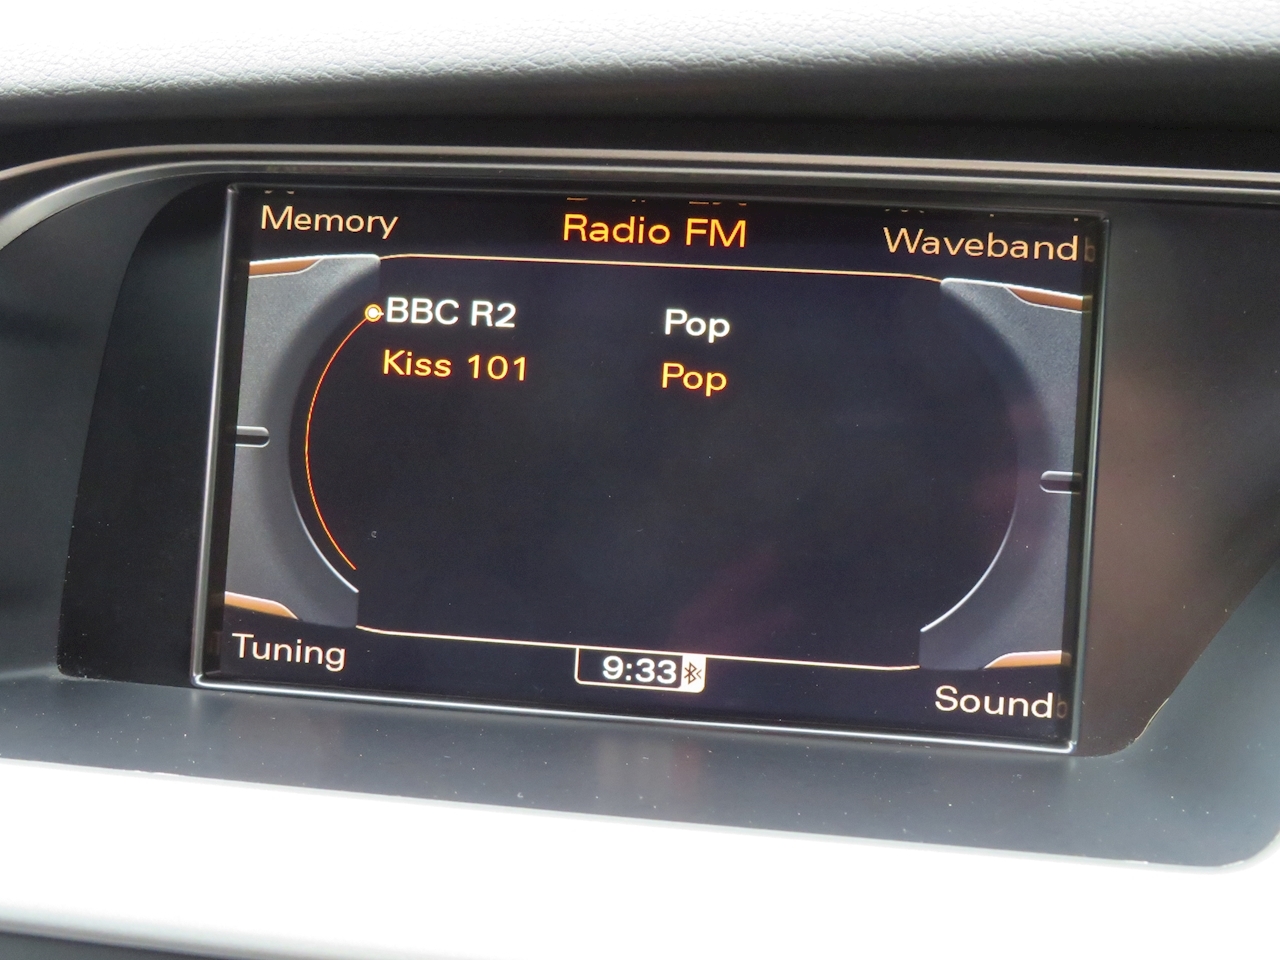 Memory Radio FM Waveband
BBC R2 Pop
Kiss 101 Pop
Tuning 9:33 Sound